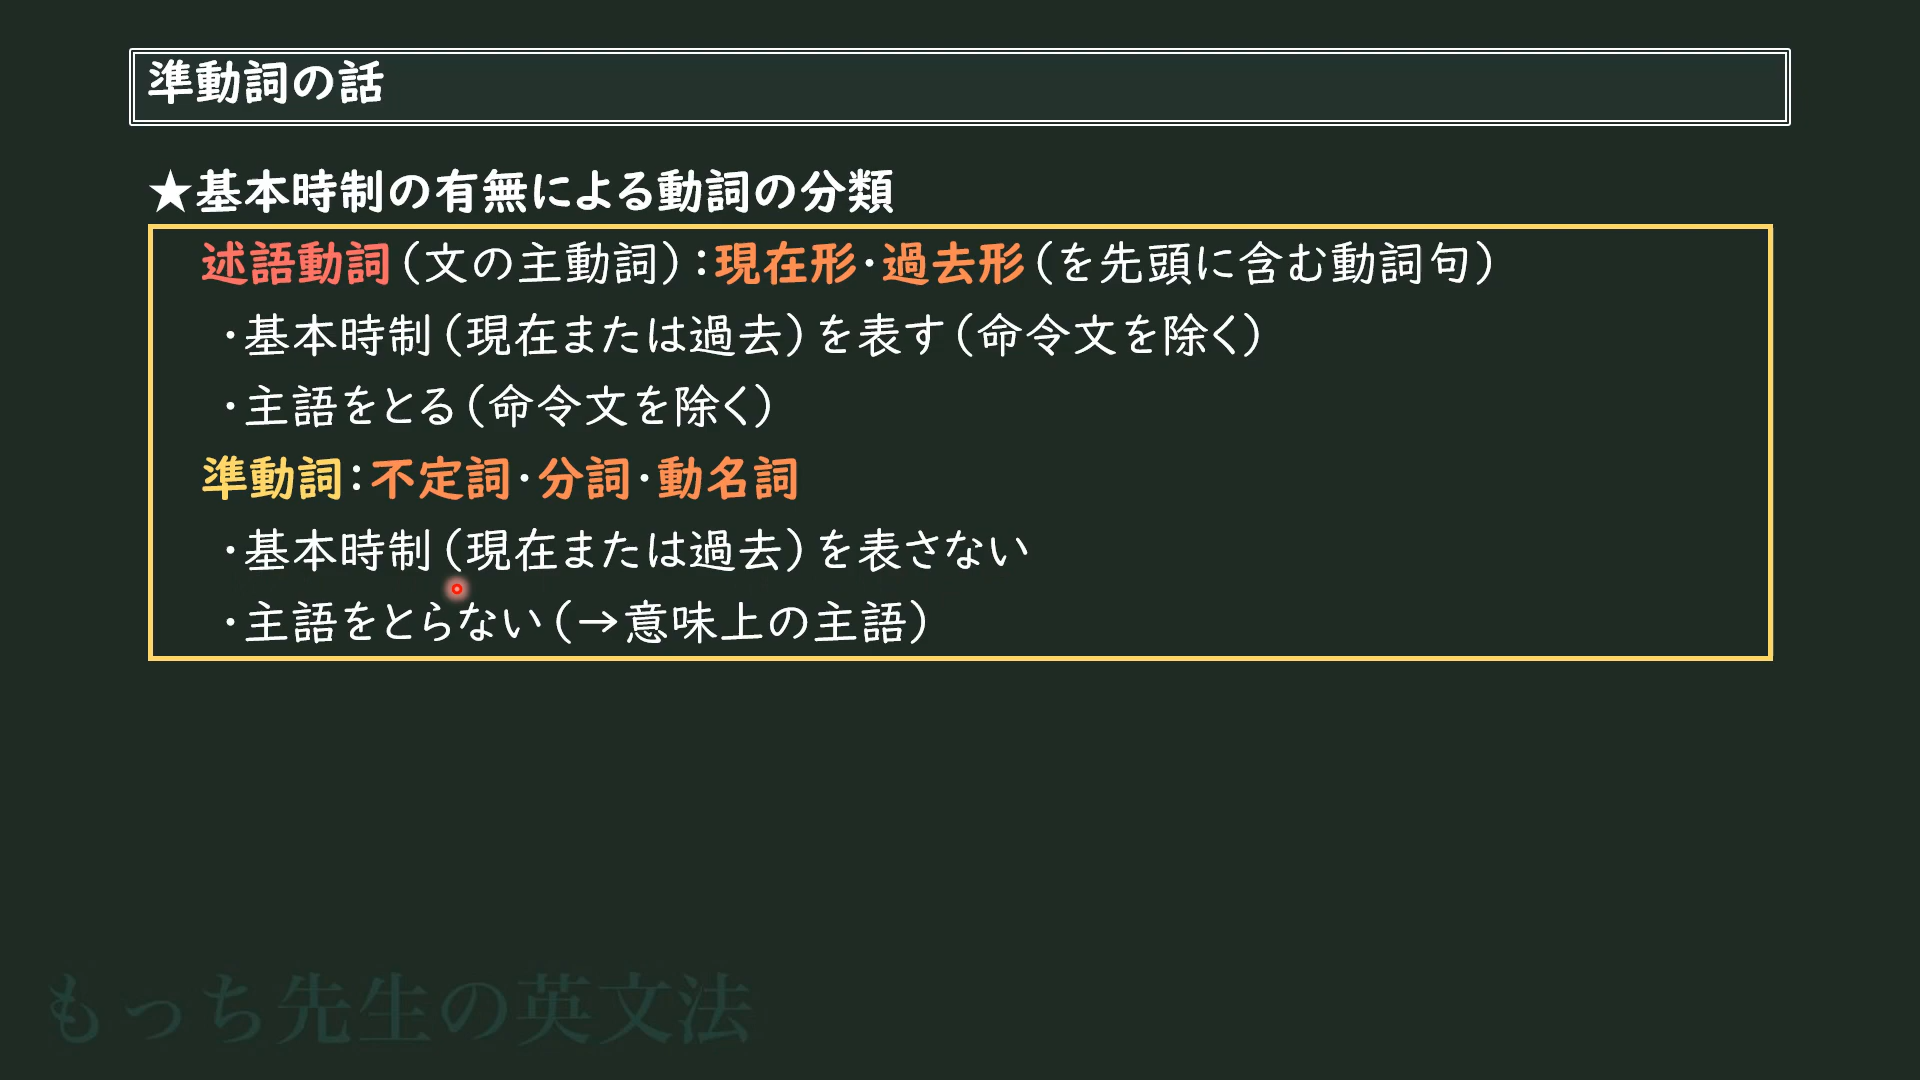 準動詞の話
★基本時制の有無による動詞の分類
述語動詞（文の主動詞）：現在形・過去形（を先頭に含む動詞句）
・基本時制（現在または過去）を表す（命令文を除く）
・主語をとる（命令文を除く）
準動詞：不定詞・分詞・動名詞
・基本時制（現在または過去）を表さない
・主語をとらない（→意味上の主語）
もっち先生の英文法